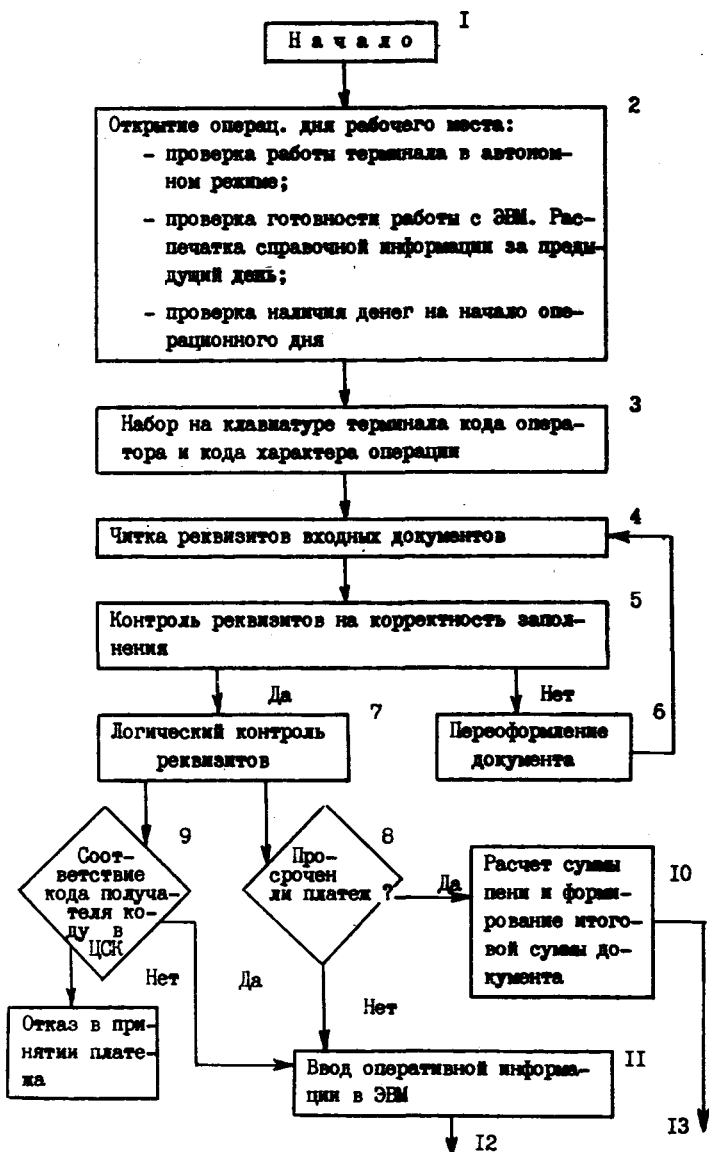 I
Начало
2
Открытие операц. дня рабочего места:
- проверка работы терминала в автоном-
ном режиме;
- проверка готовности работы с ЭВМ. Рас-
печатка справочной информации за преды-
дущий день;
- проверка наличия денег на начало опе-
рационного дня
3
Набор на клавиатуре терминала кода опера-
тора и кода характера операции
4
Читка реквизитов входных документов
5
Контроль реквизитов на корректность запол-
нения
Да
Нет
7
Логический контроль
реквизитов
6
Переоформление
документа
9
Соот-
ветствие
кода получа-
теля ко-
ду в
ЦСК
8
Про-
срочен
ли платеж ?
Да
I0
Расчет суммы
пени и форми-
рование итого-
вой суммы до-
кумента
Нет
Да
Нет
Отказ в при-
нятии плате-
жа
II
Ввод оперативной информа-
ции в ЭВМ
I2
I3